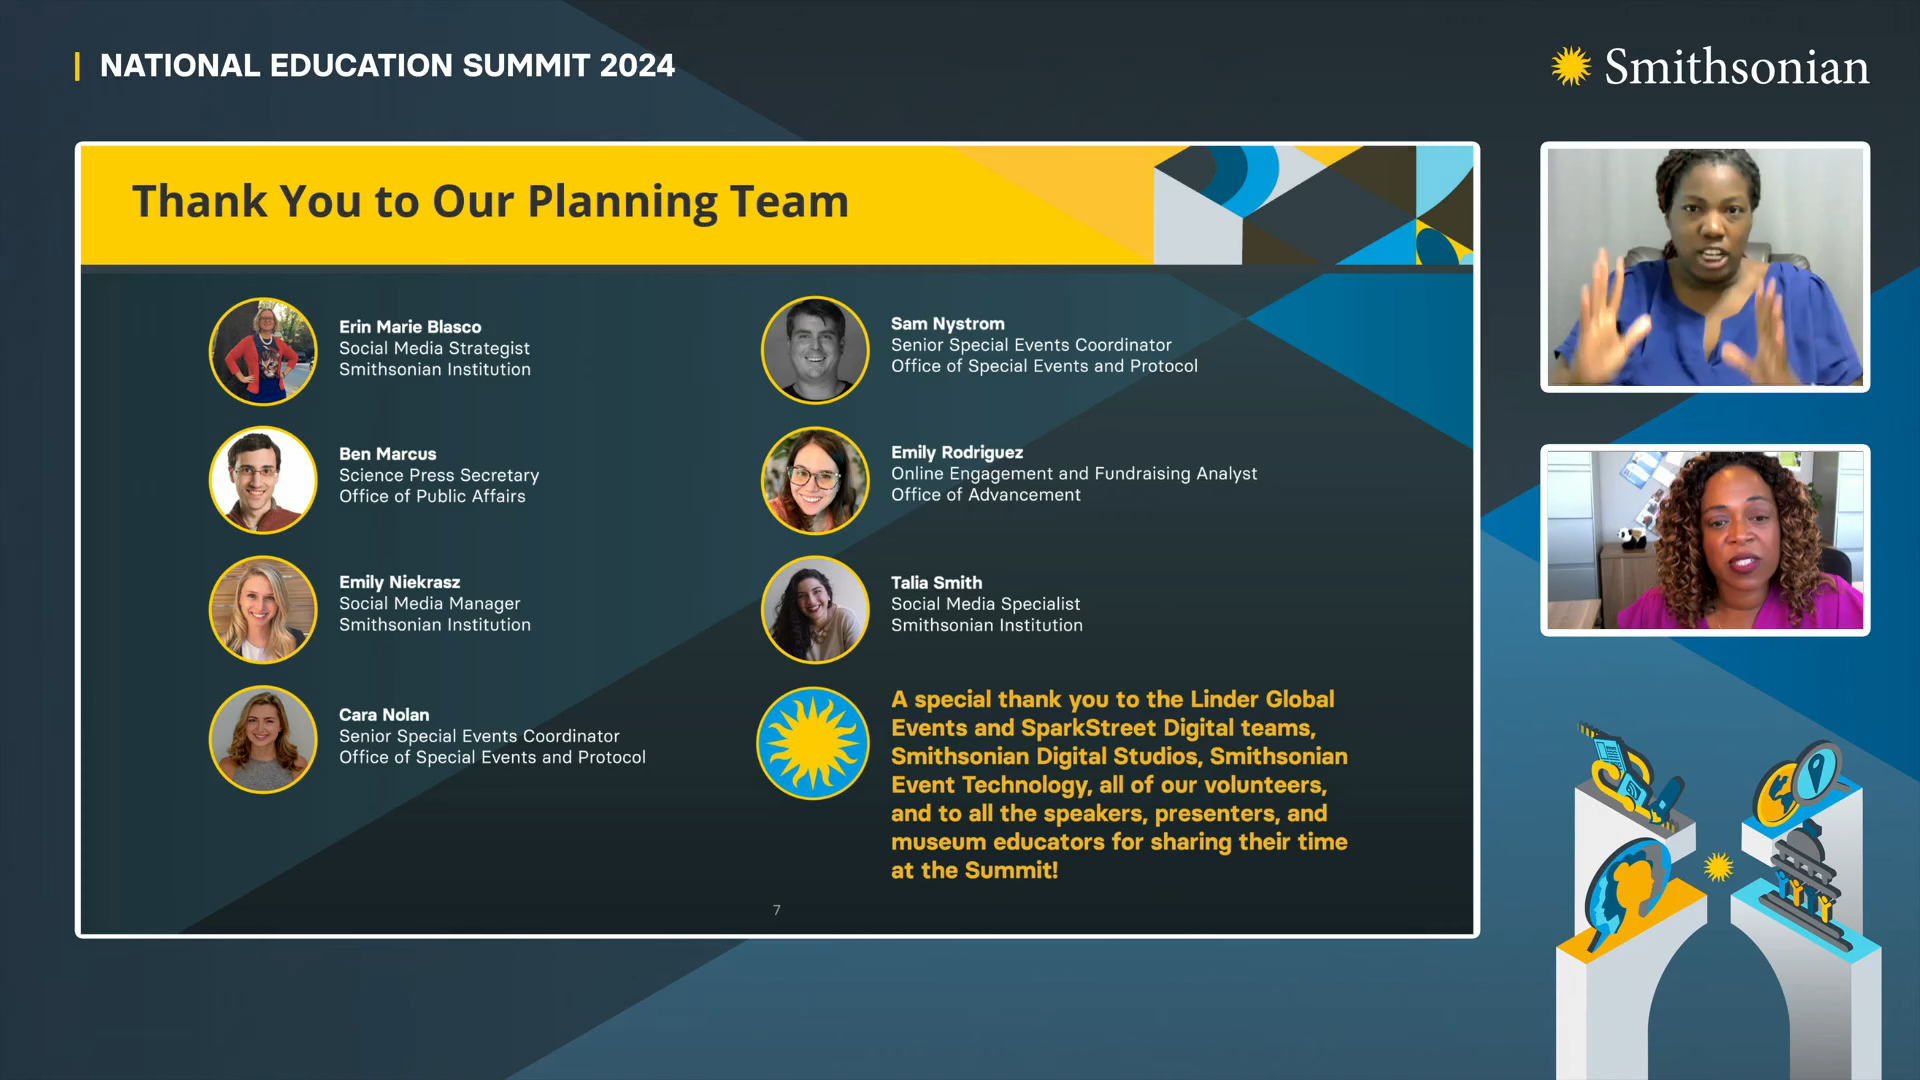 NATIONAL EDUCATION SUMMIT 2024
Smithsonian
Thank You to Our Planning Team
Erin Marie Blasco
Social Media Strategist
Smithsonian Institution
Ben Marcus
Science Press Secretary
Office of Public Affairs
Emily Niekrasz
Social Media Manager
Smithsonian Institution
Cara Nolan
Senior Special Events Coordinator
Office of Special Events and Protocol
Sam Nystrom
Senior Special Events Coordinator
Office of Special Events and Protocol
Emily Rodriguez
Online Engagement and Fundraising Analyst
Office of Advancement
Talia Smith
Social Media Specialist
Smithsonian Institution
A special thank you to the Linder Global
Events and SparkStreet Digital teams,
Smithsonian Digital Studios, Smithsonian
Event Technology, all of our volunteers,
and to all the speakers, presenters, and
museum educators for sharing their time
at the Summit!
7